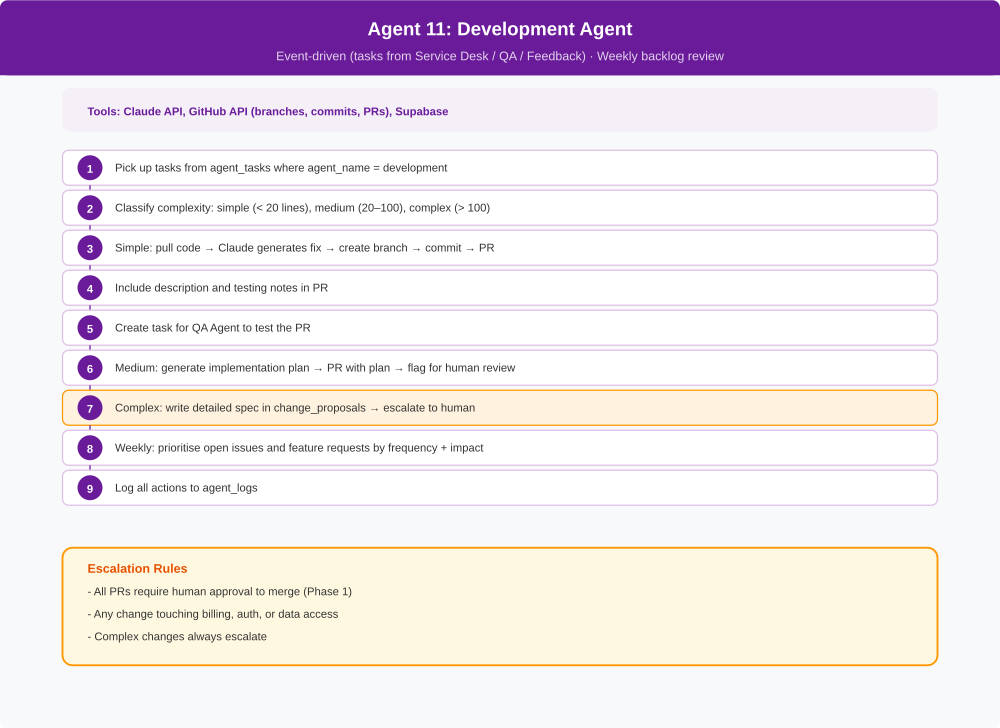 Agent 11: Development Agent
Event-driven (tasks from Service Desk / QA / Feedback) · Weekly backlog review
Tools: Claude API, GitHub API (branches, commits, PRs), Supabase
1 Pick up tasks from agent_tasks where agent_name = development
2 Classify complexity: simple (< 20 lines), medium (20–100), complex (> 100)
3 Simple: pull code → Claude generates fix → create branch → commit → PR
4 Include description and testing notes in PR
5 Create task for QA Agent to test the PR
6 Medium: generate implementation plan → PR with plan → flag for human review
7 Complex: write detailed spec in change_proposals → escalate to human
8 Weekly: prioritise open issues and feature requests by frequency + impact
9 Log all actions to agent_logs
Escalation Rules
- All PRs require human approval to merge (Phase 1)
- Any change touching billing, auth, or data access
- Complex changes always escalate